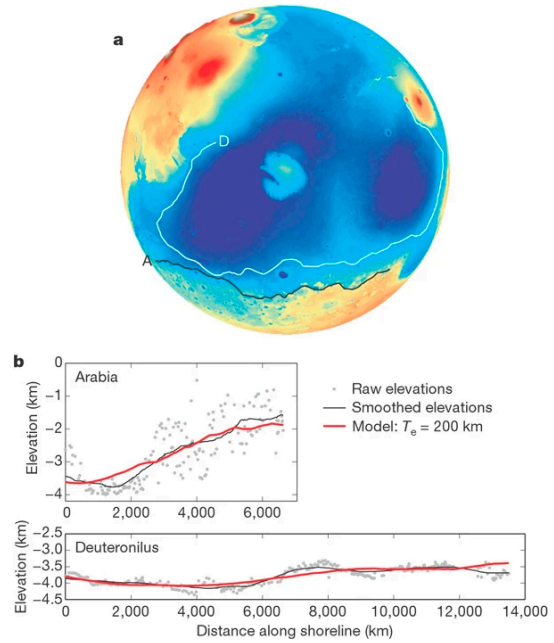 a
D
A
b
0
−1
−2
−3
−4
Elevation (km)
Arabia
0
2,000
4,000
6,000
Raw elevations
Smoothed elevations
Model: Te = 200 km
−2.5
−3.0
−3.5
−4.0
−4.5
Elevation (km)
Deuteronilus
0
2,000
4,000
6,000
8,000
10,000
12,000
14,000
Distance along shoreline (km)